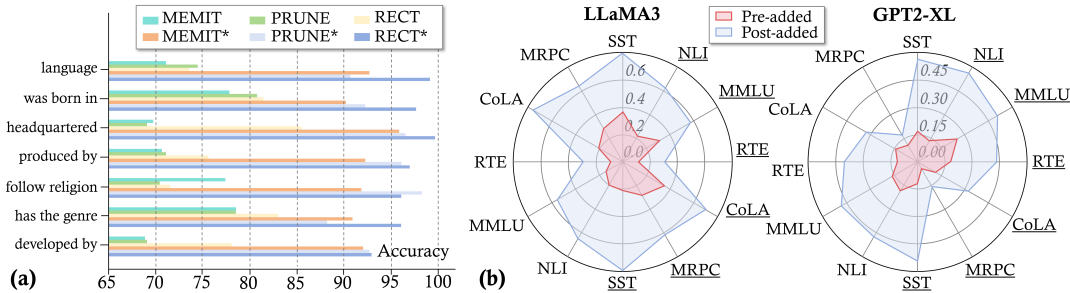 MEMIT PRUNE RECT
MEMIT* PRUNE* RECT*
language
was born in
headquartered
produced by
follow religion
has the genre
developed by
Accuracy
65 70 75 80 85 90 95 100
(a)
LLaMA3
Pre-added
Post-added
GPT2-XL
SST
NLI
MMLU
RTE
CoLA
MRPC
SST
NLI
MMLU
RTE
CoLA
MRPC
0.6
0.4
0.2
0.0
SST
NLI
MMLU
RTE
CoLA
MRPC
SST
NLI
MMLU
RTE
CoLA
MRPC
0.45
0.30
0.15
0.00
(b)